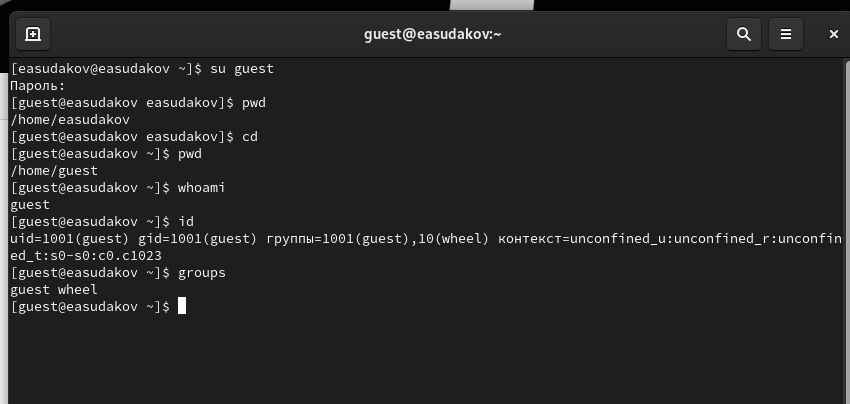 guest@easudakov:~
[easudakov@easudakov ~]$ su guest
Пароль:
[guest@easudakov easudakov]$ pwd
/home/easudakov
[guest@easudakov easudakov]$ cd
[guest@easudakov ~]$ pwd
/home/guest
[guest@easudakov ~]$ whoami
guest
[guest@easudakov ~]$ id
uid=1001(guest) gid=1001(guest) группы=1001(guest),10(wheel) контекст=unconfined_u:unconfined_r:unconfin
ed_t:s0-s0:c0.c1023
[guest@easudakov ~]$ groups
guest wheel
[guest@easudakov ~]$